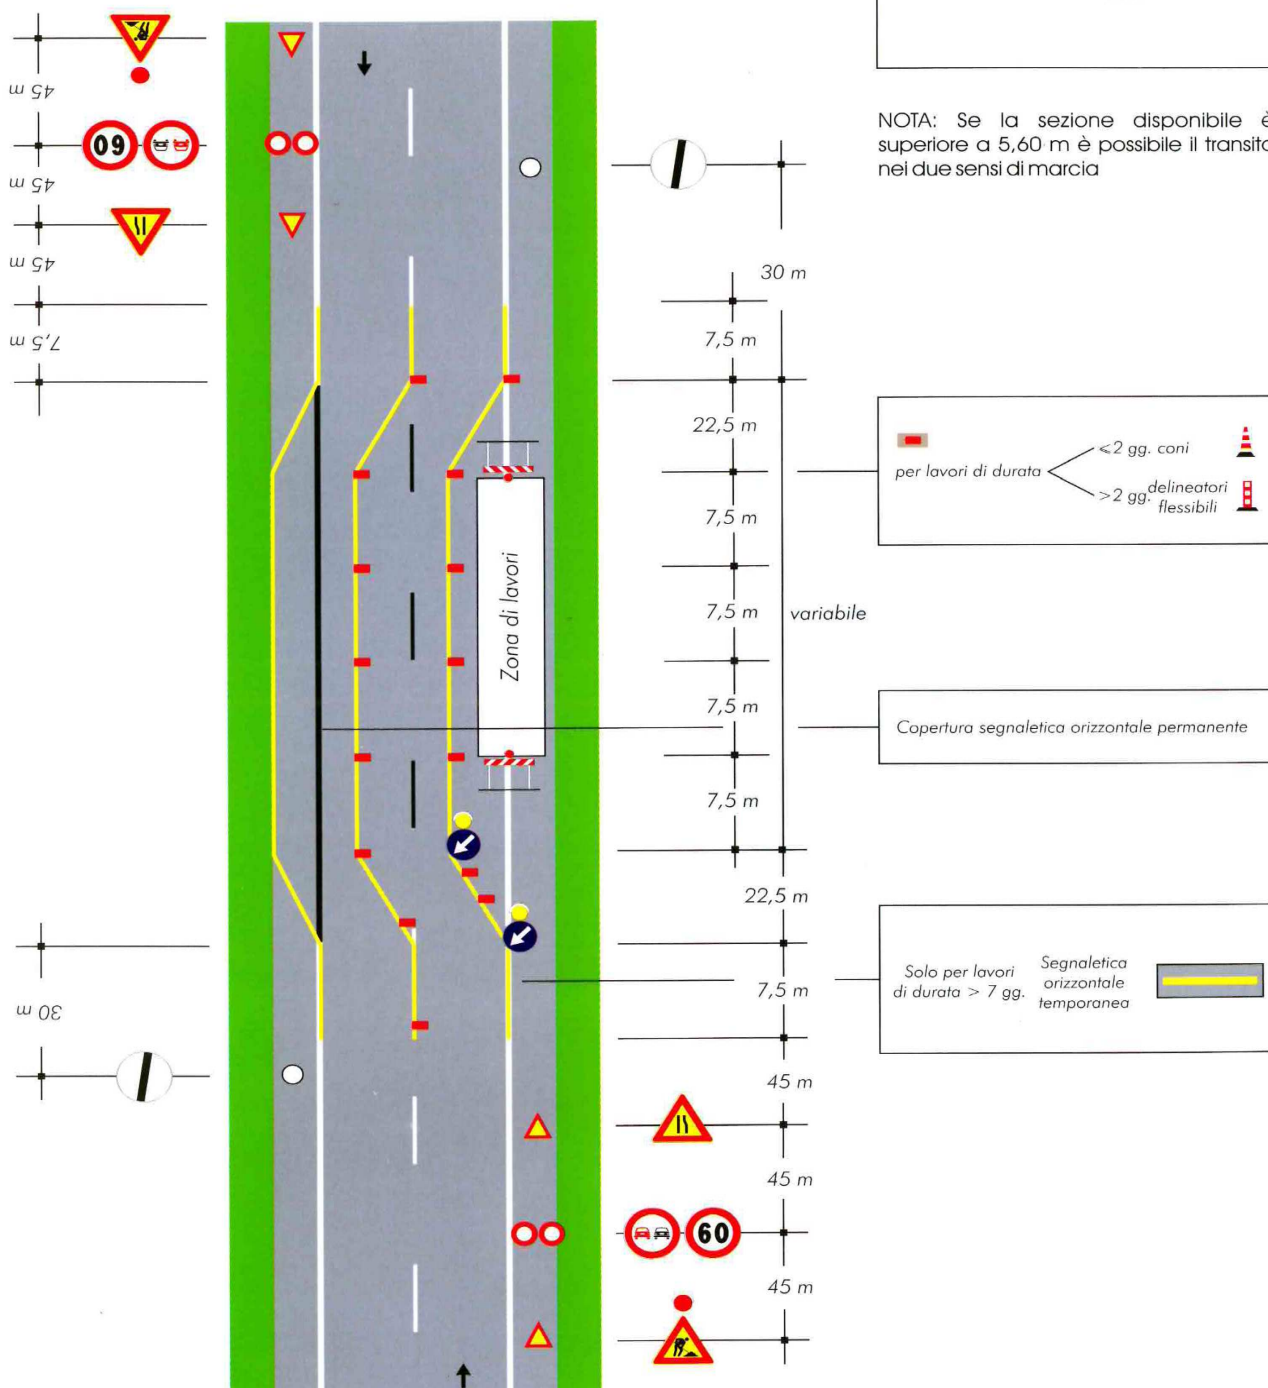 45 m
60
45 m
45 m
7,5 m
30 m
NOTA: Se la sezione disponibile è
superiore a 5,60 m è possibile il transito
nei due sensi di marcia
30 m
7,5 m
22,5 m
7,5 m
7,5 m
variabile
7,5 m
7,5 m
22,5 m
7,5 m
45 m
45 m
60
45 m
Zona di lavori
per lavori di durata
≤2 gg. coni
>2 gg. delineatori
flessibili
Copertura segnaletica orizzontale permanente
Solo per lavori
di durata > 7 gg.
Segnaletica
orizzontale
temporanea